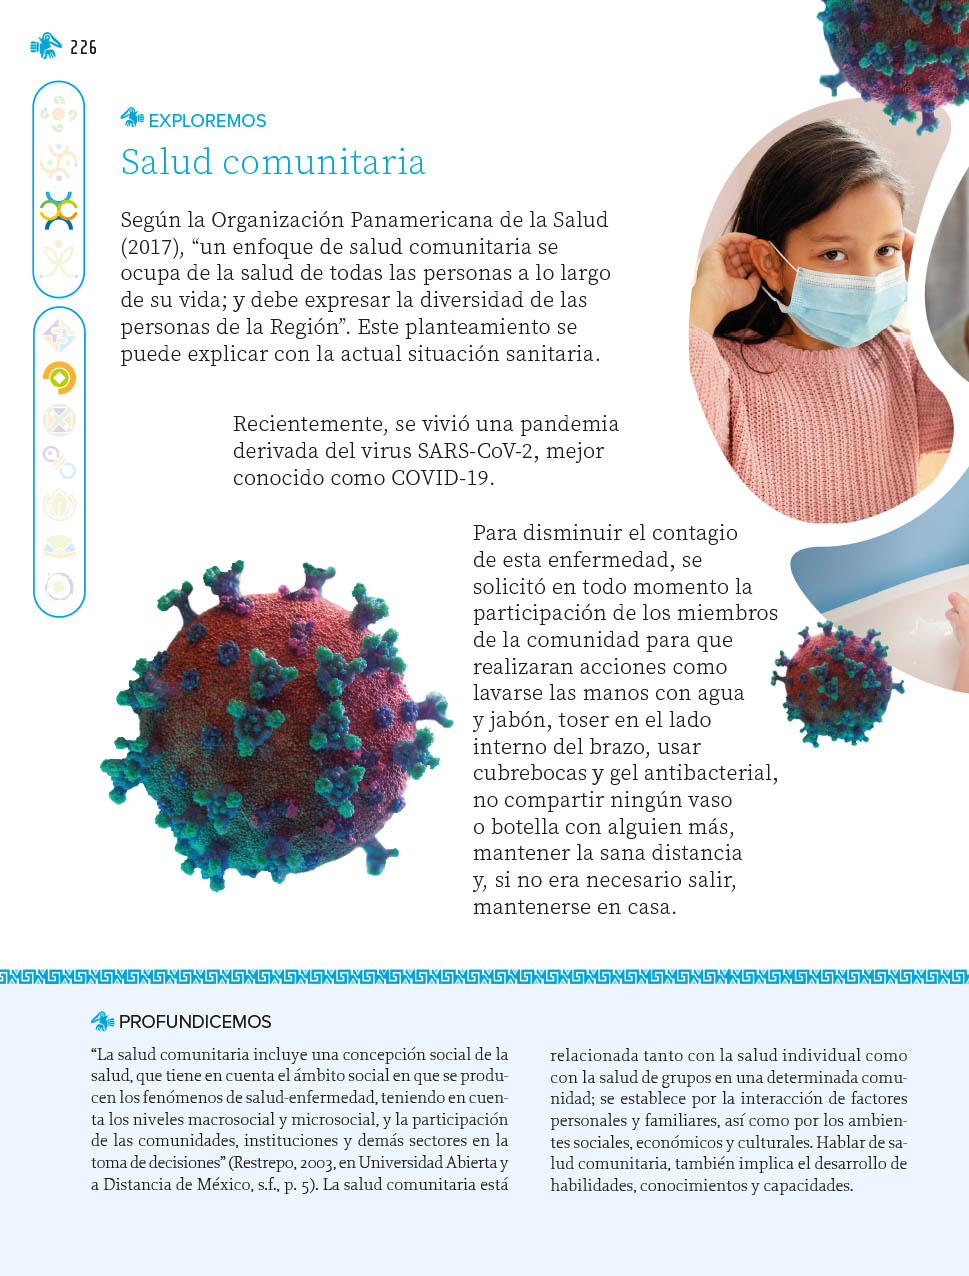 226
EXPLOREMOS
Salud comunitaria
Según la Organización Panamericana de la Salud
(2017), “un enfoque de salud comunitaria se
ocupa de la salud de todas las personas a lo largo
de su vida; y debe expresar la diversidad de las
personas de la Región”. Este planteamiento se
puede explicar con la actual situación sanitaria.
Recientemente, se vivió una pandemia
derivada del virus SARS-CoV-2, mejor
conocido como COVID-19.
Para disminuir el contagio
de esta enfermedad, se
solicitó en todo momento la
participación de los miembros
de la comunidad para que
realizaran acciones como
lavarse las manos con agua
y jabón, toser en el lado
interno del brazo, usar
cubrebocas y gel antibacterial,
no compartir ningún vaso
o botella con alguien más,
mantener la sana distancia
y, si no era necesario salir,
mantenerse en casa.
PROFUNDICEMOS
“La salud comunitaria incluye una concepción social de la
salud, que tiene en cuenta el ámbito social en que se produ-
cen los fenómenos de salud-enfermedad, teniendo en cuen-
ta los niveles macrosocial y microsocial, y la participación
de las comunidades, instituciones y demás sectores en la
toma de decisiones” (Restrepo, 2003, en Universidad Abierta y
a Distancia de México, s.f., p. 5). La salud comunitaria está
relacionada tanto con la salud individual como
con la salud de grupos en una determinada comu-
nidad; se establece por la interacción de factores
personales y familiares, así como por los ambien-
tes sociales, económicos y culturales. Hablar de sa-
lud comunitaria, también implica el desarrollo de
habilidades, conocimientos y capacidades.